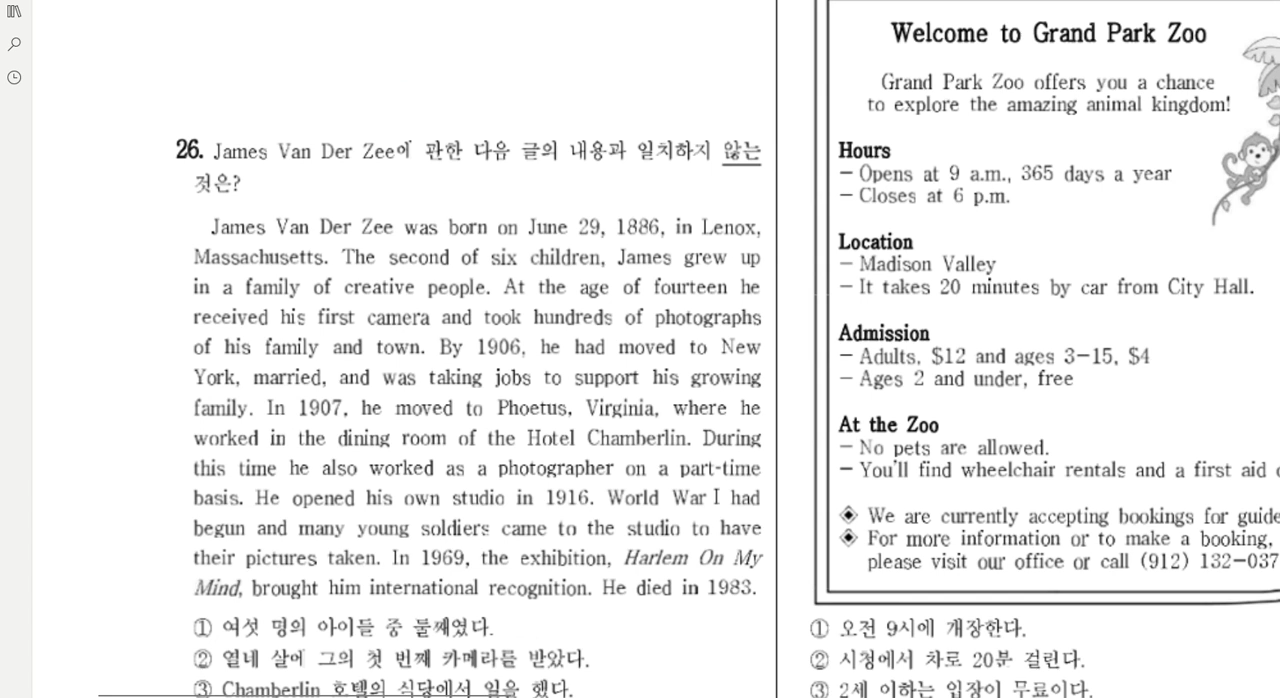 26. James Van Der Zee에 관한 다음 글의 내용과 일치하지 않는
것은?
James Van Der Zee was born on June 29, 1886, in Lenox,
Massachusetts. The second of six children, James grew up
in a family of creative people. At the age of fourteen he
received his first camera and took hundreds of photographs
of his family and town. By 1906, he had moved to New
York, married, and was taking jobs to support his growing
family. In 1907, he moved to Phoetus, Virginia, where he
worked in the dining room of the Hotel Chamberlin. During
this time he also worked as a photographer on a part-time
basis. He opened his own studio in 1916. World War I had
begun and many young soldiers came to the studio to have
their pictures taken. In 1969, the exhibition, Harlem On My
Mind, brought him international recognition. He died in 1983.
① 여섯 명의 아이들 중 둘째였다.
② 열네 살에 그의 첫 번째 카메라를 받았다.
③ Chamberlin 호텔의 식당에서 일을 했다.
Welcome to Grand Park Zoo
Grand Park Zoo offers you a chance
to explore the amazing animal kingdom!
Hours
- Opens at 9 a.m., 365 days a year
- Closes at 6 p.m.
Location
- Madison Valley
- It takes 20 minutes by car from City Hall.
Admission
- Adults, $12 and ages 3-15, $4
- Ages 2 and under, free
At the Zoo
- No pets are allowed.
- You'll find wheelchair rentals and a first aid
◈ We are currently accepting bookings for guide
◈ For more information or to make a booking,
please visit our office or call (912) 132-037
① 오전 9시에 개장한다.
② 시청에서 차로 20분 걸린다.
③ 2세 이하는 입장이 무료이다.